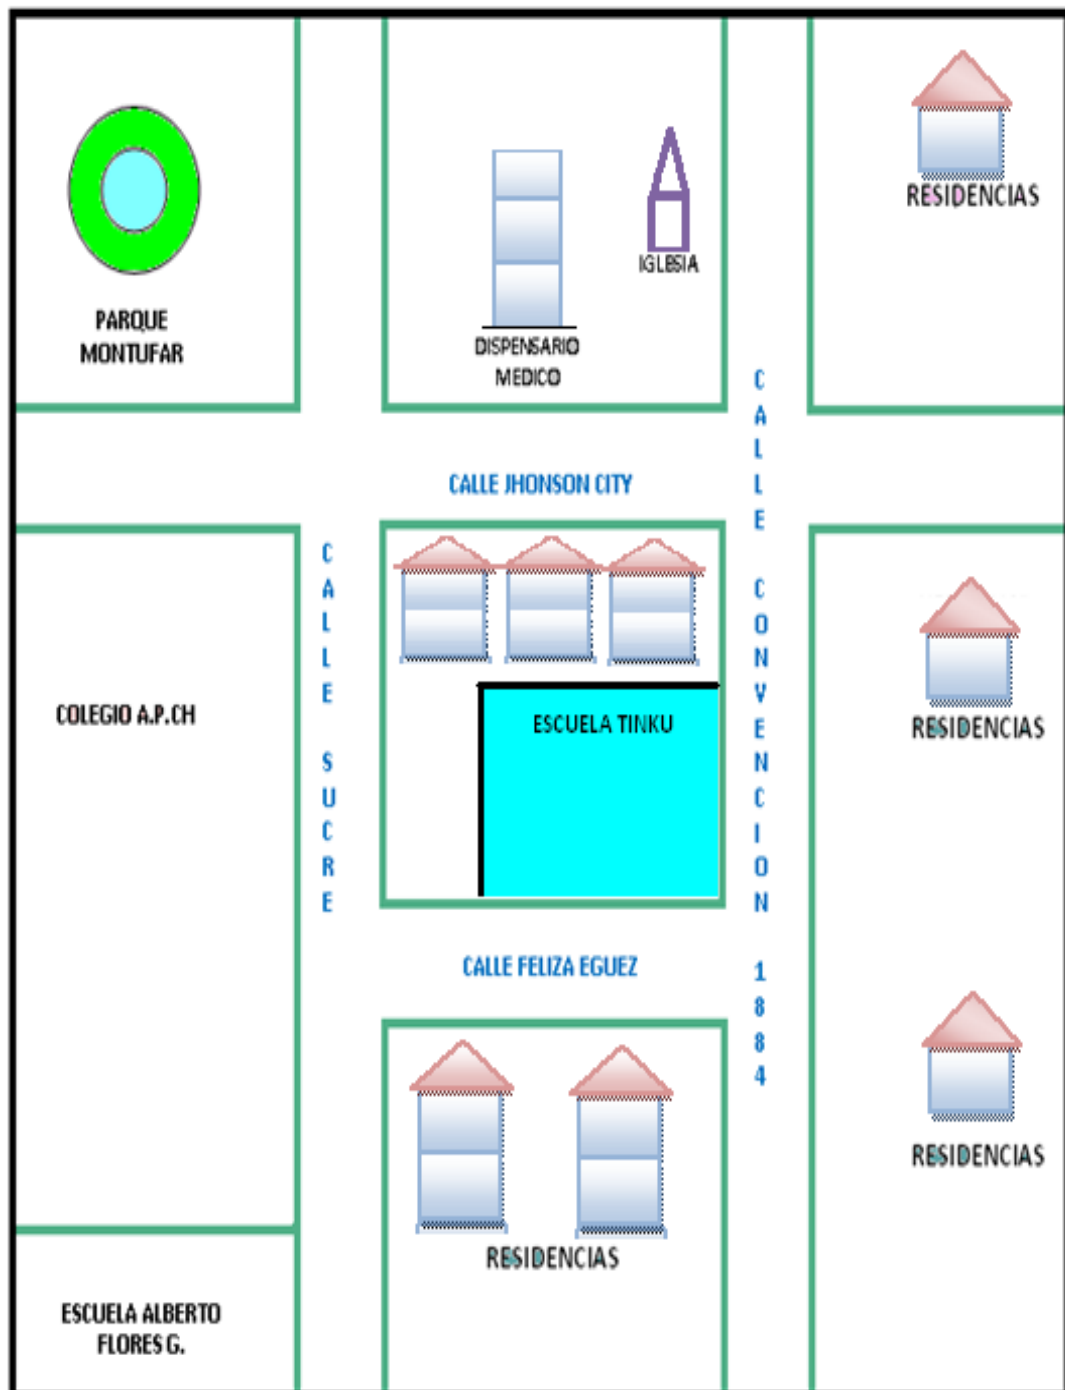 RESIDENCIAS
IGLESIA
PARQUE
MONTUFAR
DISPENSARIO
MEDICO
CALLE JHONSON CITY
CALLE CONVENCION 1884
CALLE SUCRE
COLEGIO A.P.CH
ESCUELA TINKU
RESIDENCIAS
CALLE FELIZA EGUEZ
RESIDENCIAS
RESIDENCIAS
ESCUELA ALBERTO
FLORES G.